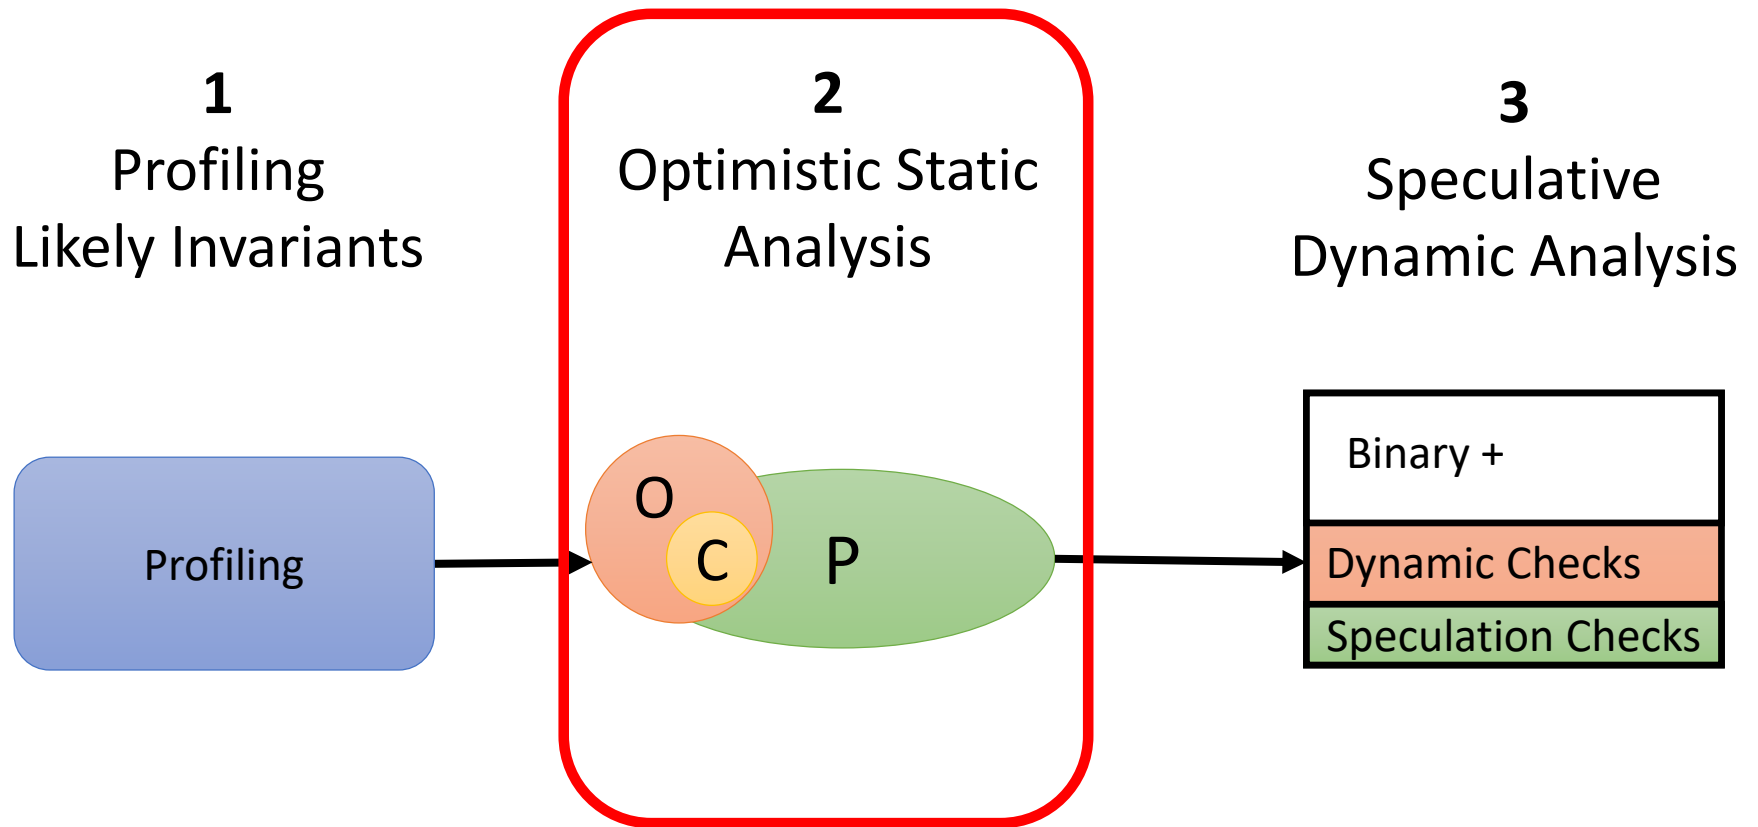 1
Profiling
Likely Invariants
2
Optimistic Static
Analysis
3
Speculative
Dynamic Analysis
Profiling
O
C
P
Binary +
Dynamic Checks
Speculation Checks